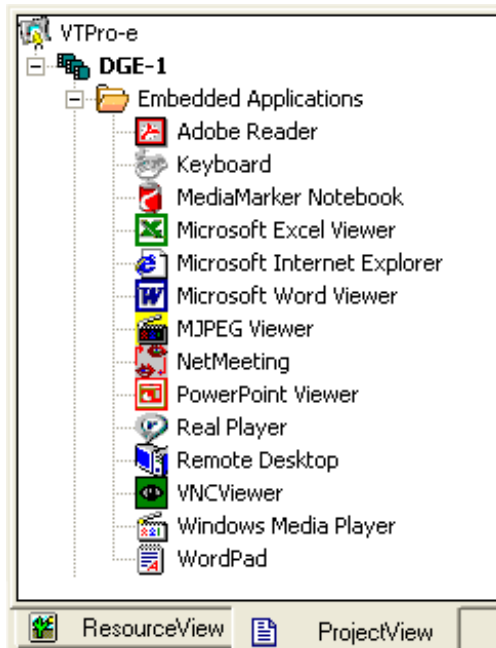 VTPro-e
DGE-1
Embedded Applications
Adobe Reader
Keyboard
MediaMarker Notebook
Microsoft Excel Viewer
Microsoft Internet Explorer
Microsoft Word Viewer
MJPEG Viewer
NetMeeting
PowerPoint Viewer
Real Player
Remote Desktop
VNCViewer
Windows Media Player
WordPad
ResourceView ProjectView